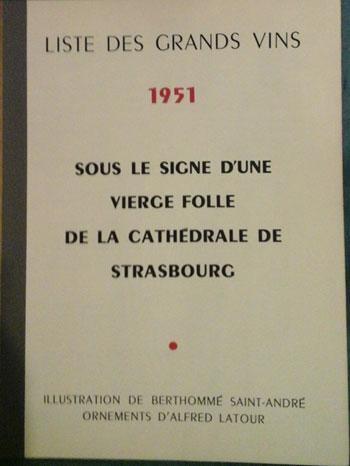 LISTE DES GRANDS VINS
1951
SOUS LE SIGNE D'UNE
VIERGE FOLLE
DE LA CATHÉDRALE DE
STRASBOURG
ILLUSTRATION DE BERTHOMMÉ SAINT-ANDRÉ
ORNEMENTS D'ALFRED LATOUR